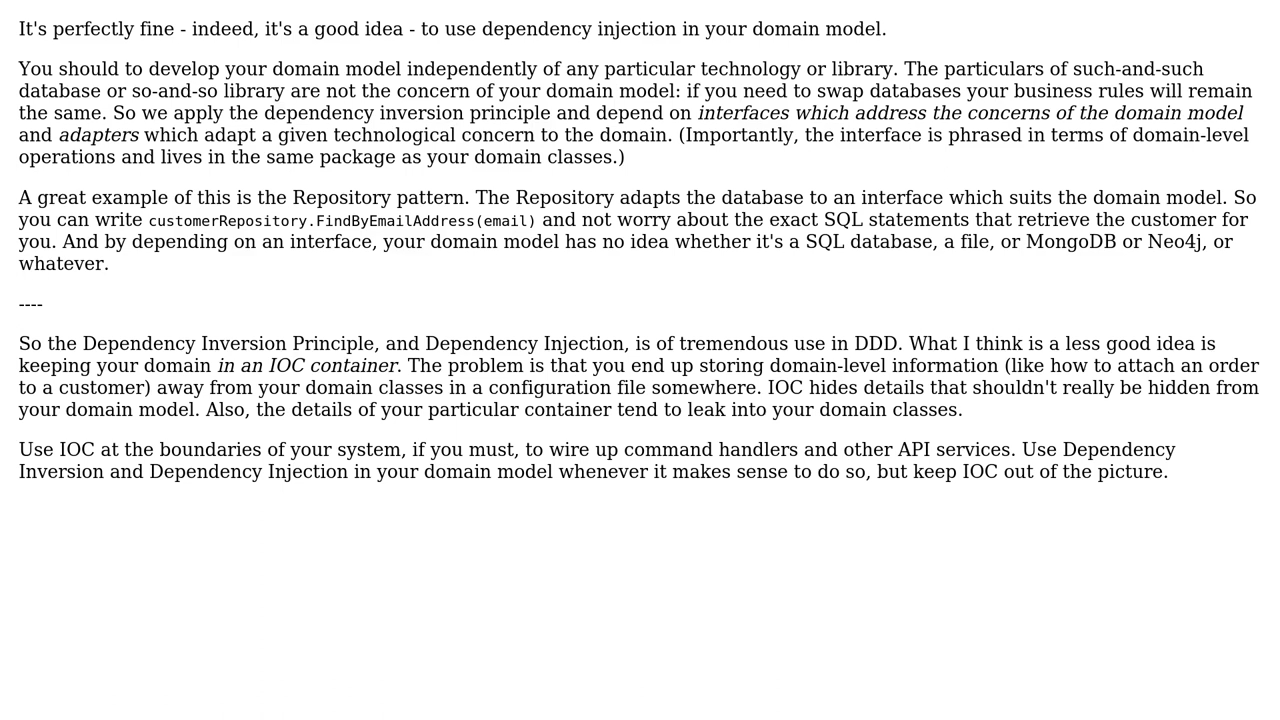 It's perfectly fine - indeed, it's a good idea - to use dependency injection in your domain model.
You should to develop your domain model independently of any particular technology or library. The particulars of such-and-such
database or so-and-so library are not the concern of your domain model: if you need to swap databases your business rules will remain
the same. So we apply the dependency inversion principle and depend on interfaces which address the concerns of the domain model
and adapters which adapt a given technological concern to the domain. (Importantly, the interface is phrased in terms of domain-level
operations and lives in the same package as your domain classes.)
A great example of this is the Repository pattern. The Repository adapts the database to an interface which suits the domain model. So
you can write customerRepository.FindByEmailAddress(email) and not worry about the exact SQL statements that retrieve the customer for
you. And by depending on an interface, your domain model has no idea whether it's a SQL database, a file, or MongoDB or Neo4j, or
whatever.
----
So the Dependency Inversion Principle, and Dependency Injection, is of tremendous use in DDD. What I think is a less good idea is
keeping your domain in an IOC container. The problem is that you end up storing domain-level information (like how to attach an order
to a customer) away from your domain classes in a configuration file somewhere. IOC hides details that shouldn't really be hidden from
your domain model. Also, the details of your particular container tend to leak into your domain classes.
Use IOC at the boundaries of your system, if you must, to wire up command handlers and other API services. Use Dependency
Inversion and Dependency Injection in your domain model whenever it makes sense to do so, but keep IOC out of the picture.